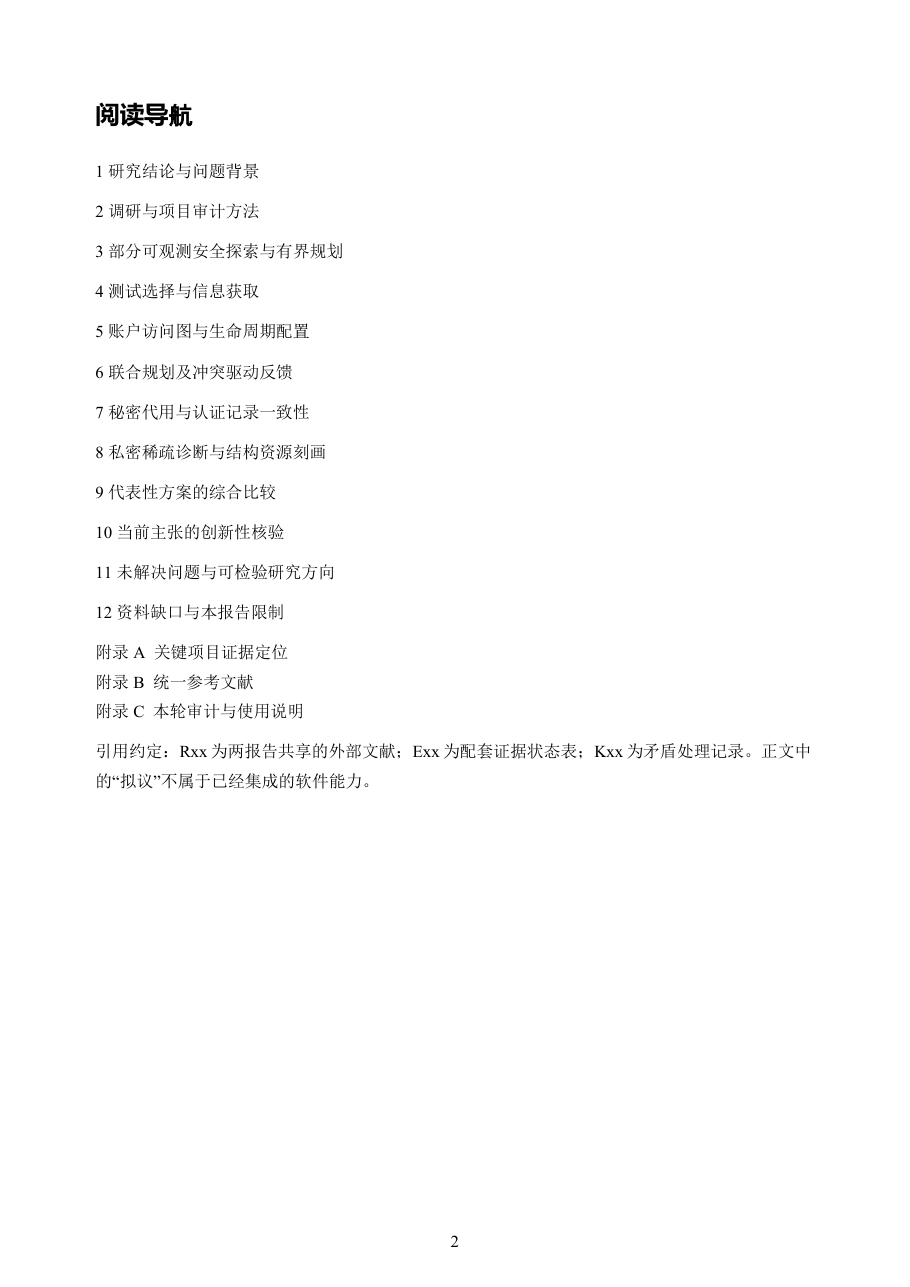 阅读导航
1 研究结论与问题背景
2 调研与项目审计方法
3 部分可观测安全探索与有界规划
4 测试选择与信息获取
5 账户访问图与生命周期配置
6 联合规划及冲突驱动反馈
7 秘密代用与认证记录一致性
8 私密稀疏诊断与结构资源刻画
9 代表性方案的综合比较
10 当前主张的创新性核验
11 未解决问题与可检验研究方向
12 资料缺口与本报告限制
附录 A 关键项目证据定位
附录 B 统一参考文献
附录 C 本轮审计与使用说明
引用约定：Rxx 为两报告共享的外部文献；Exx 为配套证据状态表；Kxx 为矛盾处理记录。正文中
的“拟议”不属于已经集成的软件能力。
2